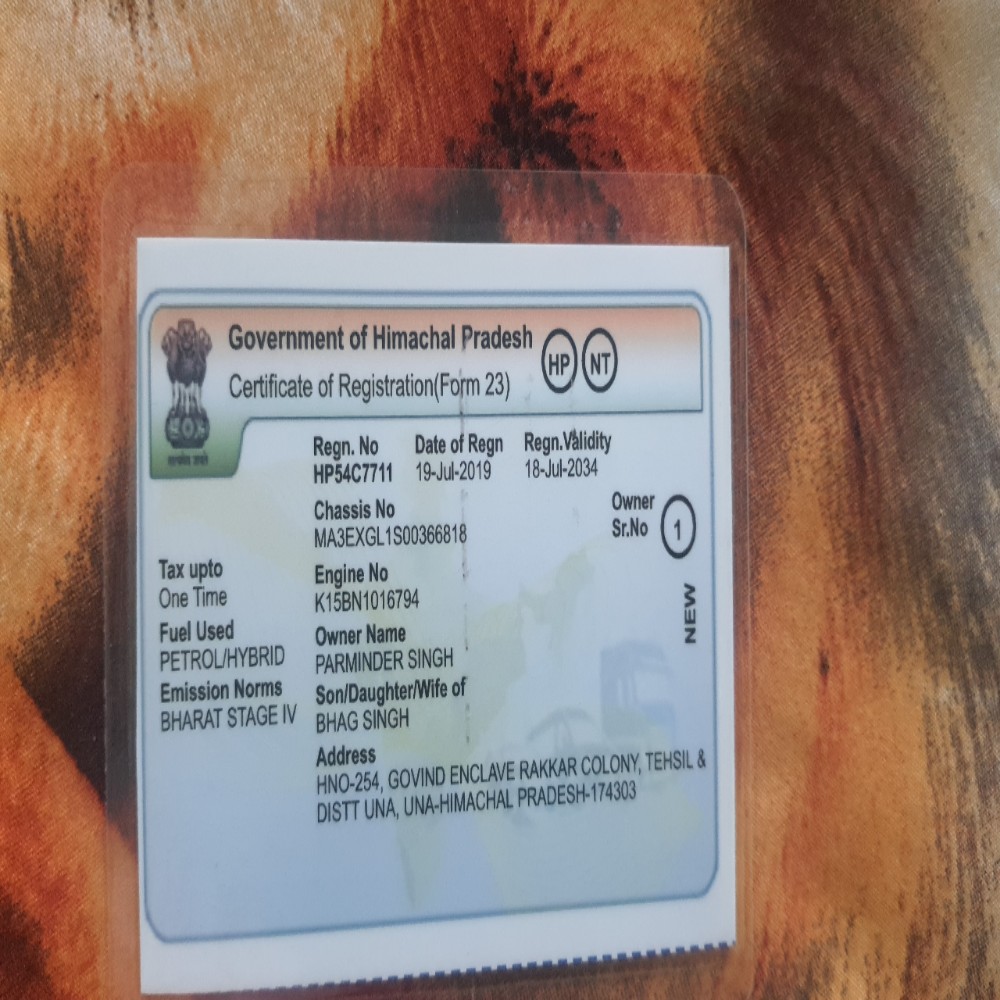 Government of Himachal Pradesh
Certificate of Registration(Form 23)
HP NT
Regn. No Date of Regn Regn.Validity
HP54C7711 19-Jul-2019 18-Jul-2034
Chassis No
MA3EXGL1S00366818
Owner
Sr.No 1
NEW
Tax upto
One Time
Engine No
K15BN1016794
Fuel Used
PETROL/HYBRID
Owner Name
PARMINDER SINGH
Emission Norms
BHARAT STAGE IV
Son/Daughter/Wife of
BHAG SINGH
Address
HNO-254, GOVIND ENCLAVE RAKKAR COLONY, TEHSIL &
DISTT UNA, UNA-HIMACHAL PRADESH-174303